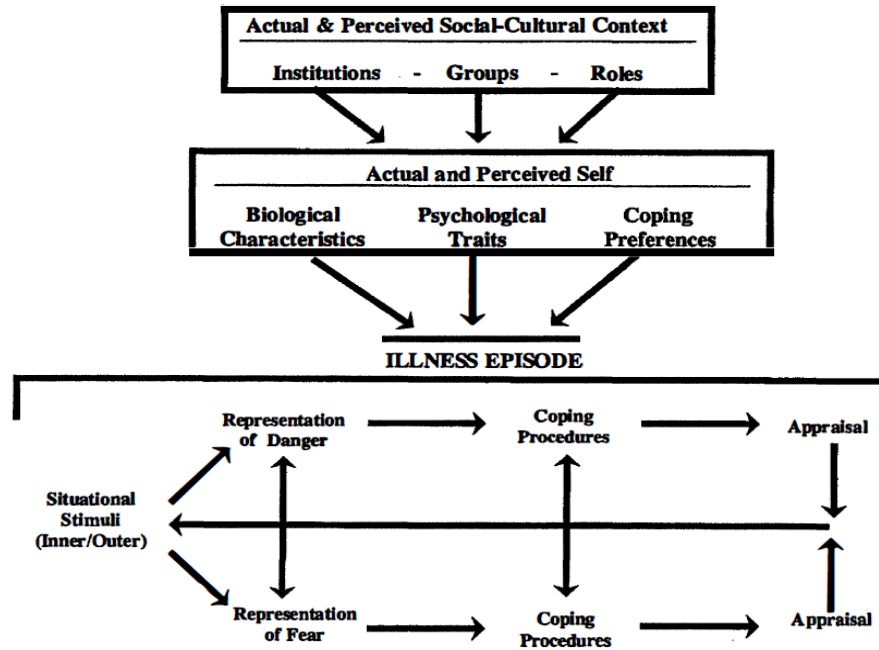 Actual & Perceived Social-Cultural Context
Institutions - Groups - Roles
Actual and Perceived Self
Biological Characteristics
Psychological Traits
Coping Preferences
ILLNESS EPISODE
Representation
of Danger
Coping
Procedures
Appraisal
Situational
Stimuli
(Inner/Outer)
Representation
of Fear
Coping
Procedures
Appraisal